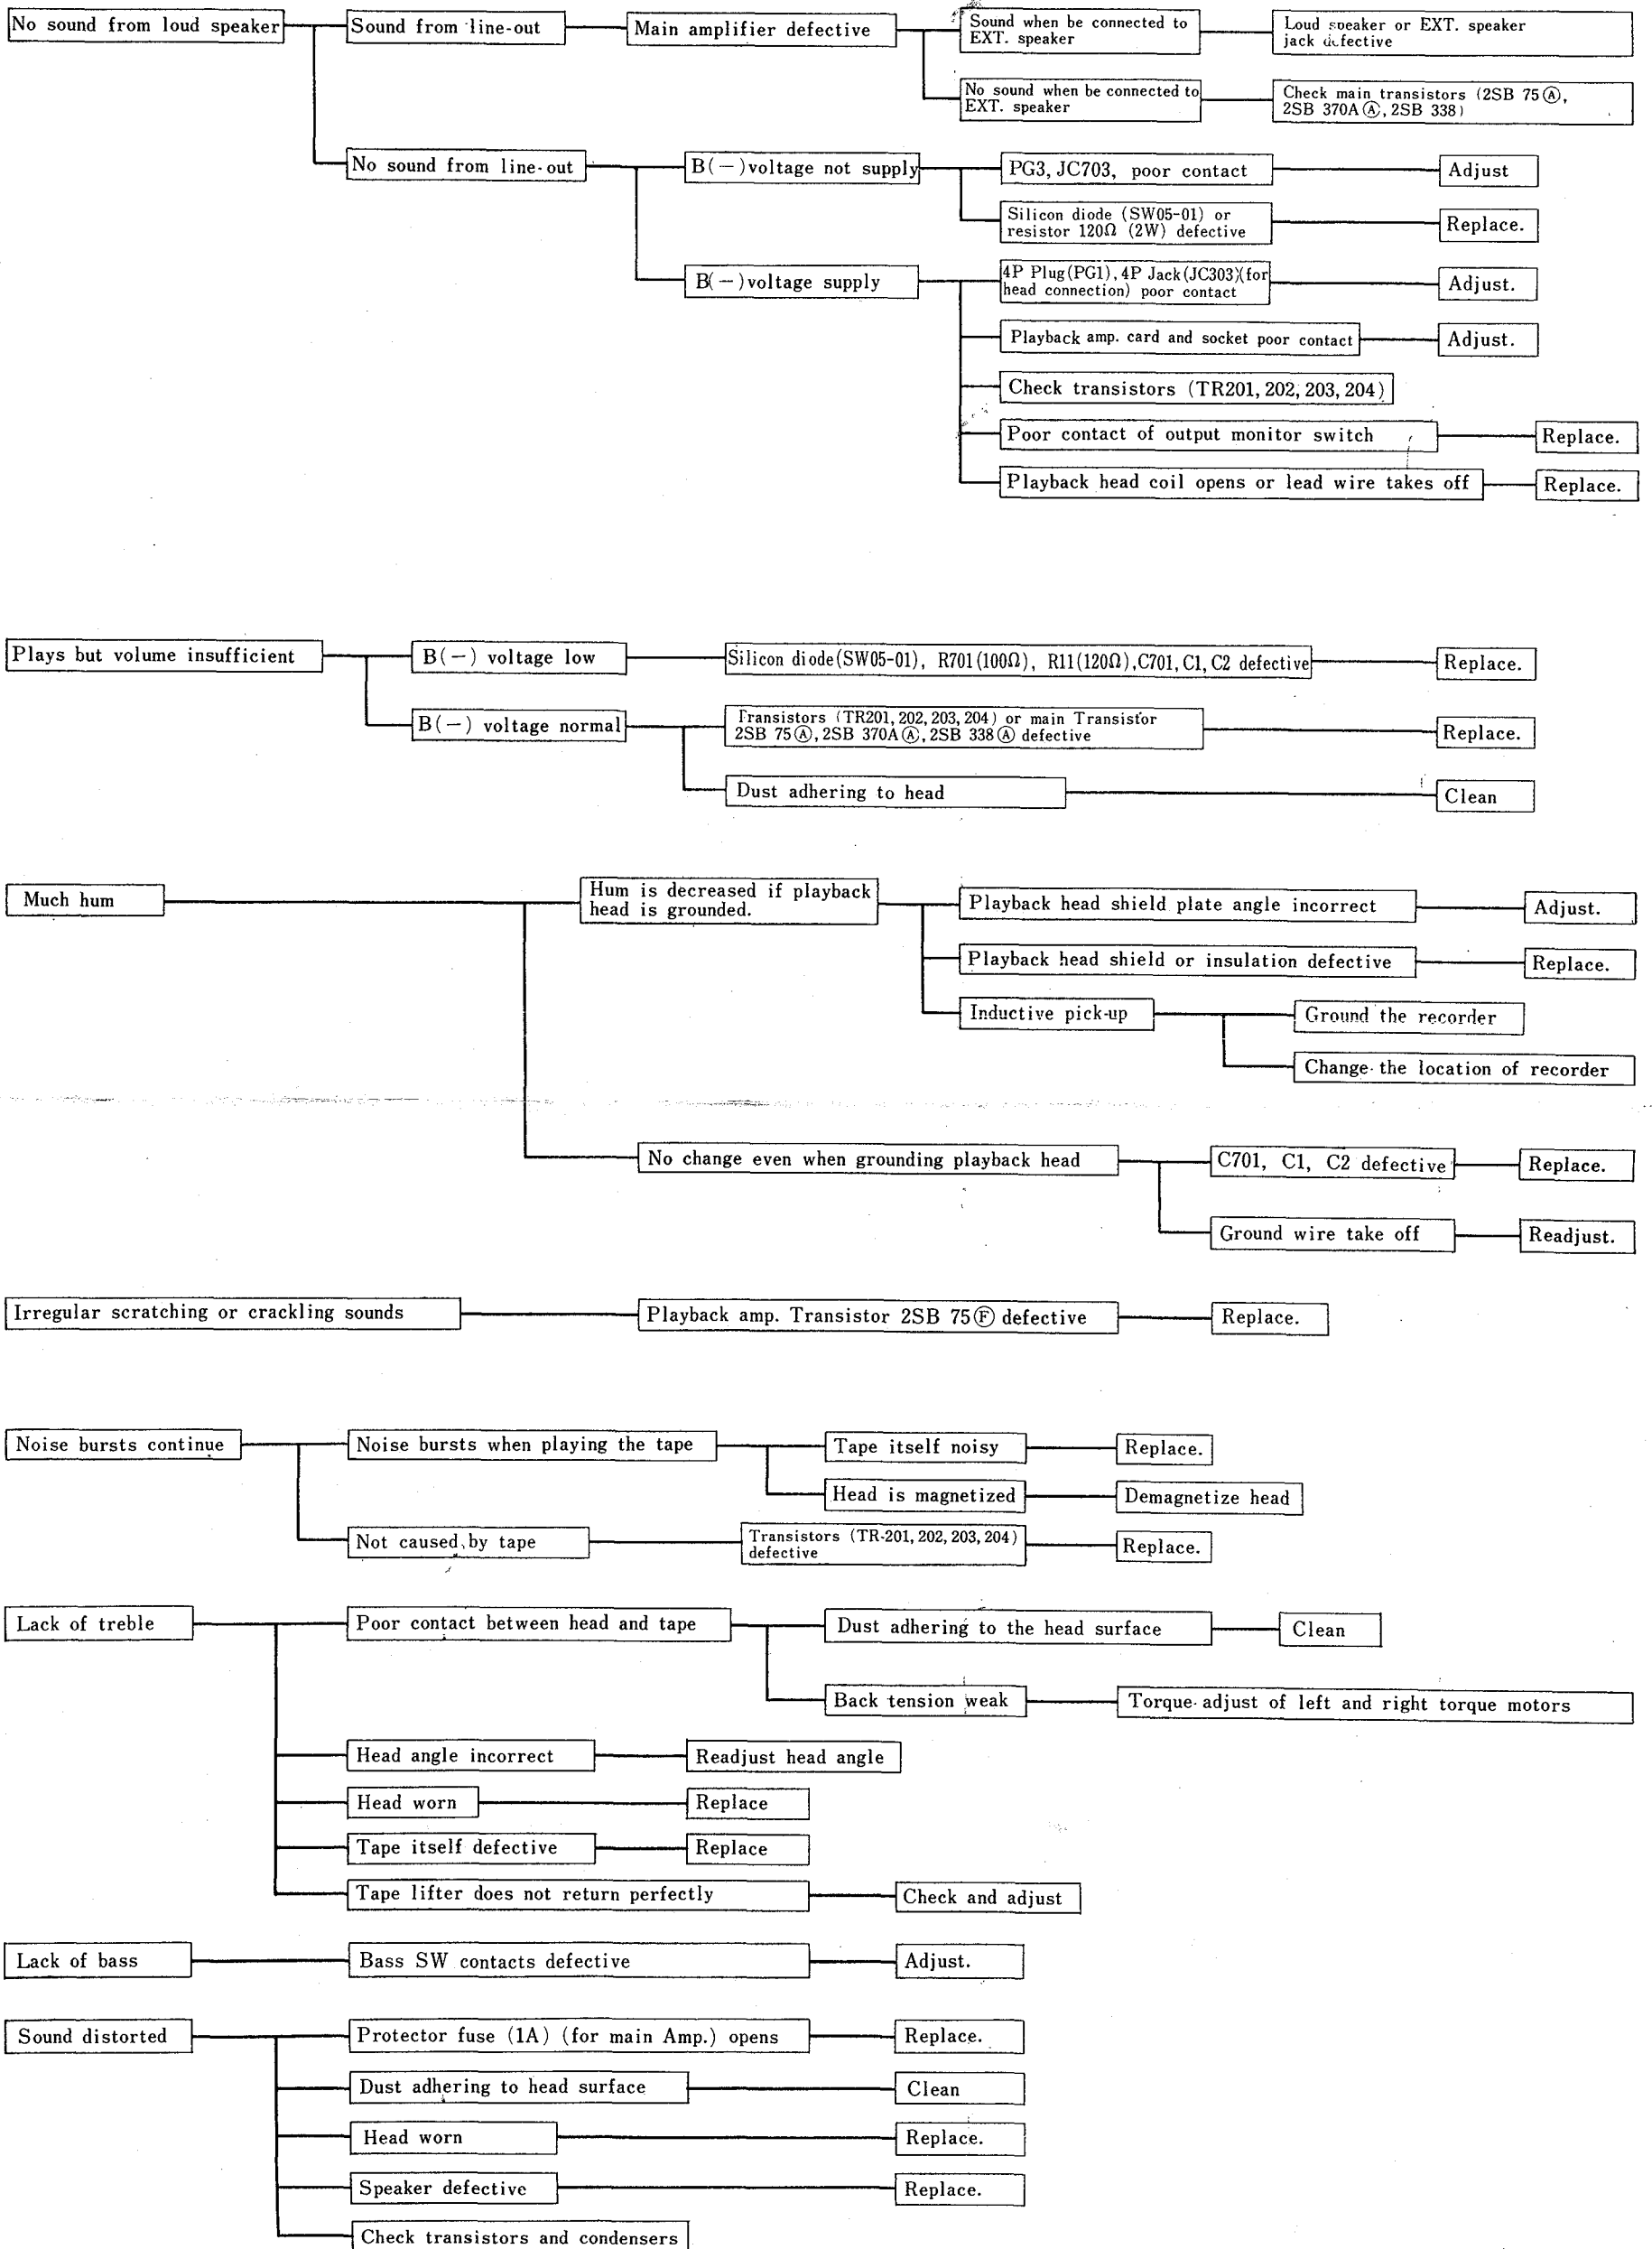 No sound from loud speaker
Sound from line-out
Main amplifier defective
Sound when be connected to
EXT. speaker
Loud speaker or EXT. speaker
jack defective
No sound when be connected to
EXT. speaker
Check main transistors (2SB 75Ⓐ,
2SB 370AⒶ, 2SB 338)
No sound from line-out
B(−) voltage not supply
PG3, JC703, poor contact
Adjust
Silicon diode (SW05-01) or
resistor 120Ω (2W) defective
Replace.
B(−) voltage supply
4P Plug(PG1), 4P Jack(JC303)(for
head connection) poor contact
Adjust.
Playback amp. card and socket poor contact
Adjust.
Check transistors (TR201, 202, 203, 204)
Poor contact of output monitor switch
Replace.
Playback head coil opens or lead wire takes off
Replace.
Plays but volume insufficient
B(−) voltage low
Silicon diode(SW05-01), R701(100Ω), R11(120Ω), C701, C1, C2 defective
Replace.
B(−) voltage normal
Transistors (TR201, 202, 203, 204) or main Transistor
2SB 75Ⓐ, 2SB 370AⒶ, 2SB 338Ⓐ defective
Replace.
Dust adhering to head
Clean
Much hum
Hum is decreased if playback
head is grounded.
Playback head shield plate angle incorrect
Adjust.
Playback head shield or insulation defective
Replace.
Inductive pick-up
Ground the recorder
Change the location of recorder
No change even when grounding playback head
C701, C1, C2 defective
Replace.
Ground wire take off
Readjust.
Irregular scratching or crackling sounds
Playback amp. Transistor 2SB 75Ⓕ defective
Replace.
Noise bursts continue
Noise bursts when playing the tape
Tape itself noisy
Replace.
Head is magnetized
Demagnetize head
Not caused by tape
Transistors (TR-201, 202, 203, 204)
defective
Replace.
Lack of treble
Poor contact between head and tape
Dust adhering to the head surface
Clean
Back tension weak
Torque adjust of left and right torque motors
Head angle incorrect
Readjust head angle
Head worn
Replace
Tape itself defective
Replace
Tape lifter does not return perfectly
Check and adjust
Lack of bass
Bass SW contacts defective
Adjust.
Sound distorted
Protector fuse (1A) (for main Amp.) opens
Replace.
Dust adhering to head surface
Clean
Head worn
Replace.
Speaker defective
Replace.
Check transistors and condensers